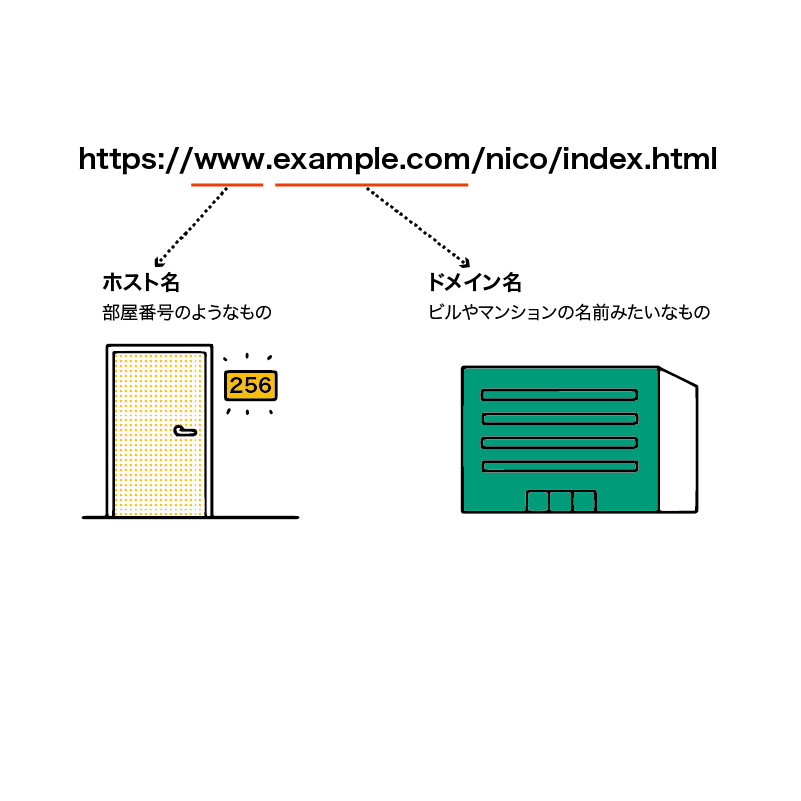 https://www.example.com/nico/index.html
ホスト名
部屋番号のようなもの
ドメイン名
ビルやマンションの名前みたいなもの
256